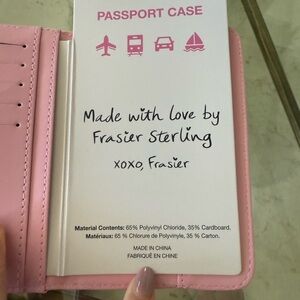 PASSPORT CASE
Made with love by
Frasier Sterling
xoxo, Frasier
Material Contents: 65% Polyvinyl Chloride, 35% Cardboard.
Matériaux: 65 % Chlorure de Polyvinyle, 35 % Carton.
MADE IN CHINA
FABRIQUÉ EN CHINE